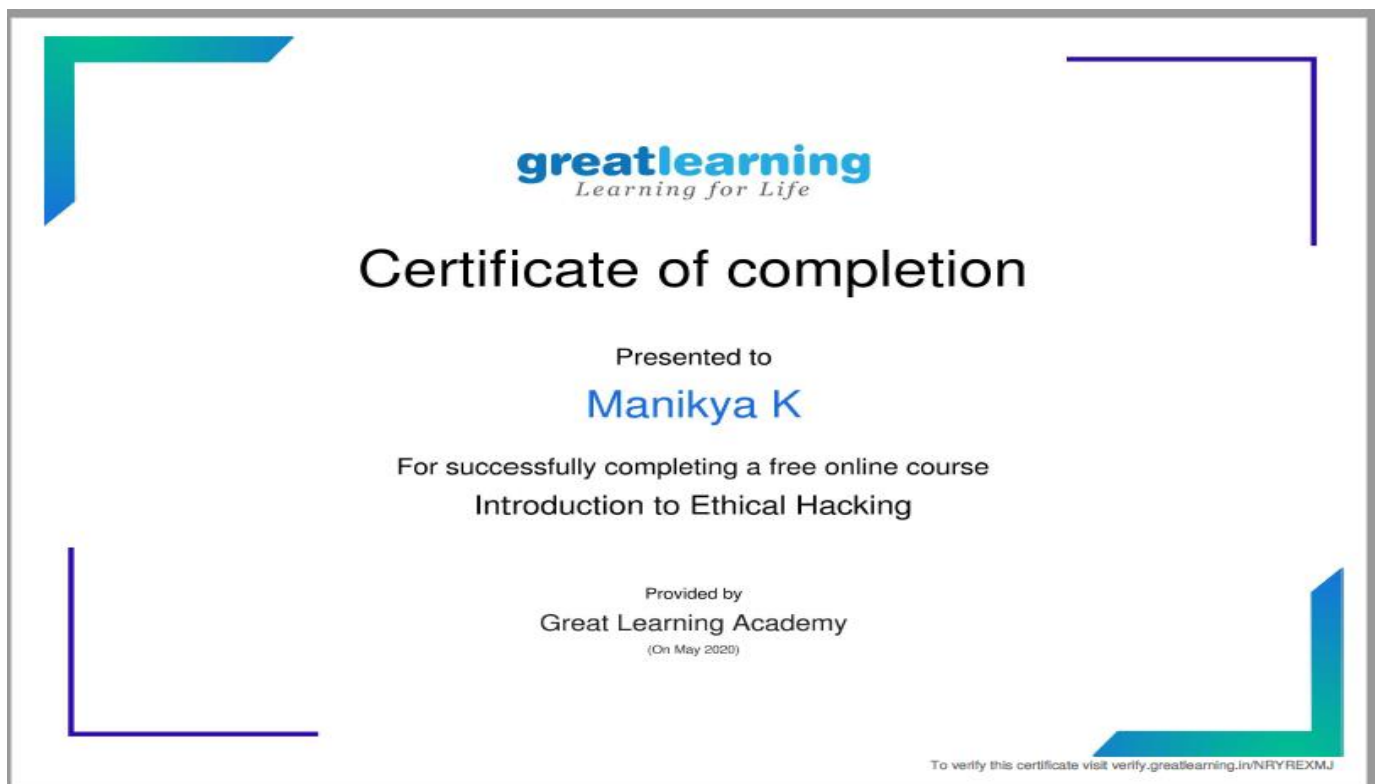 greatlearning
Learning for Life
Certificate of completion
Presented to
Manikya K
For successfully completing a free online course
Introduction to Ethical Hacking
Provided by
Great Learning Academy
(On May 2020)
To verify this certificate visit verify.greatlearning.in/NRYREXMJ